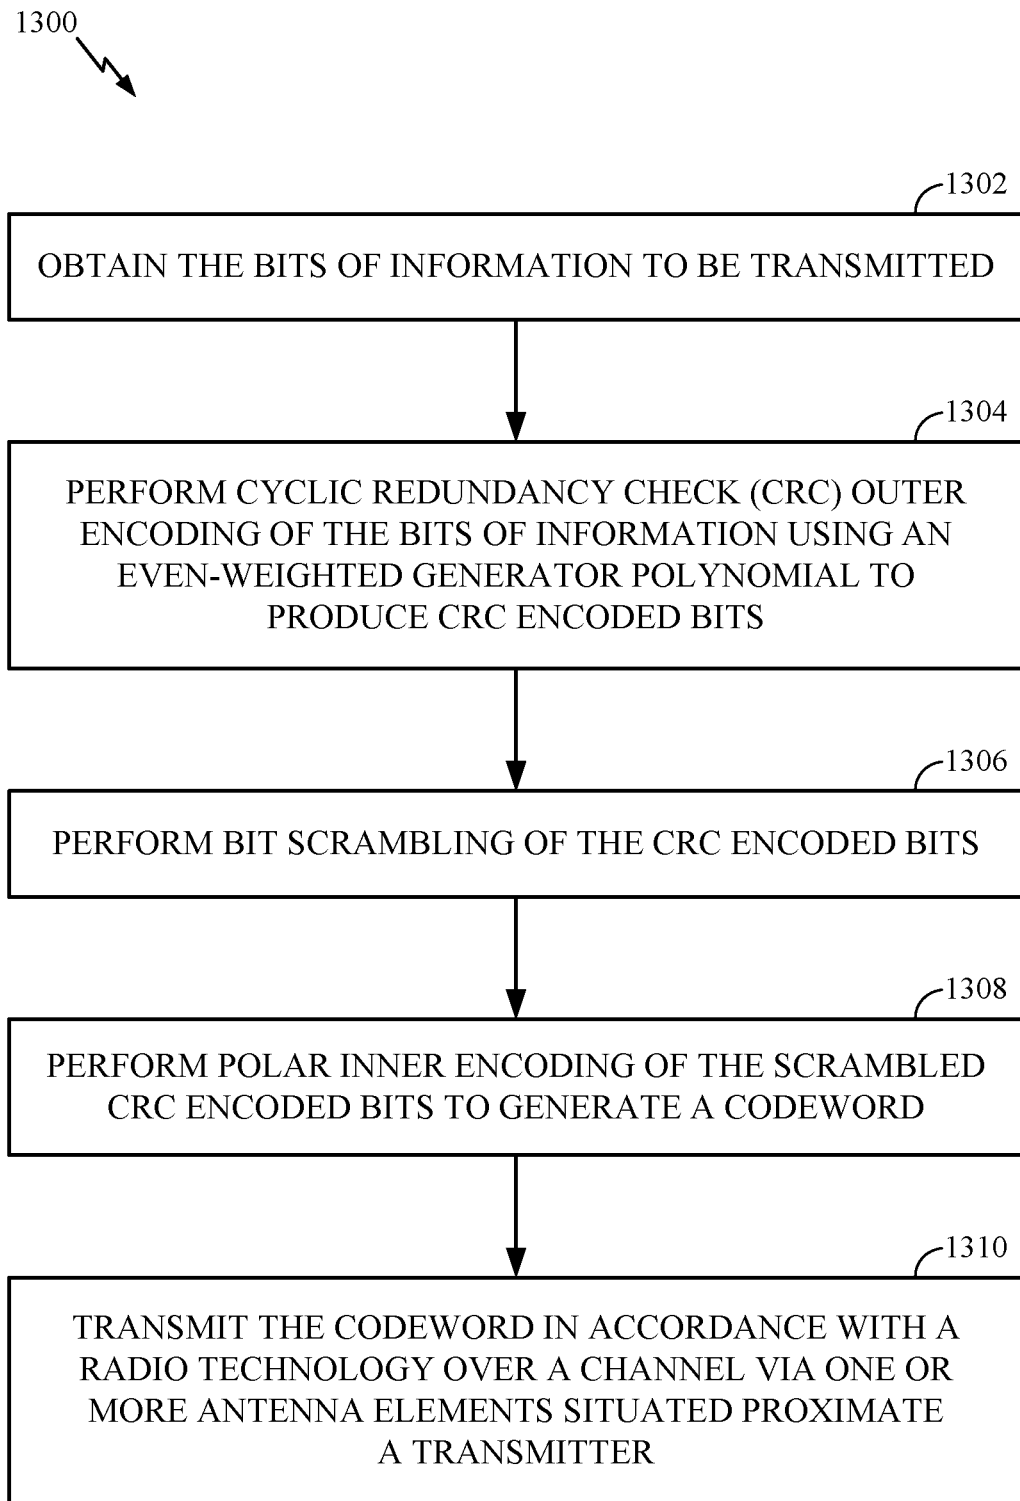 1300
1302
OBTAIN THE BITS OF INFORMATION TO BE TRANSMITTED
1304
PERFORM CYCLIC REDUNDANCY CHECK (CRC) OUTER
ENCODING OF THE BITS OF INFORMATION USING AN
EVEN-WEIGHTED GENERATOR POLYNOMIAL TO
PRODUCE CRC ENCODED BITS
1306
PERFORM BIT SCRAMBLING OF THE CRC ENCODED BITS
1308
PERFORM POLAR INNER ENCODING OF THE SCRAMBLED
CRC ENCODED BITS TO GENERATE A CODEWORD
1310
TRANSMIT THE CODEWORD IN ACCORDANCE WITH A
RADIO TECHNOLOGY OVER A CHANNEL VIA ONE OR
MORE ANTENNA ELEMENTS SITUATED PROXIMATE
A TRANSMITTER